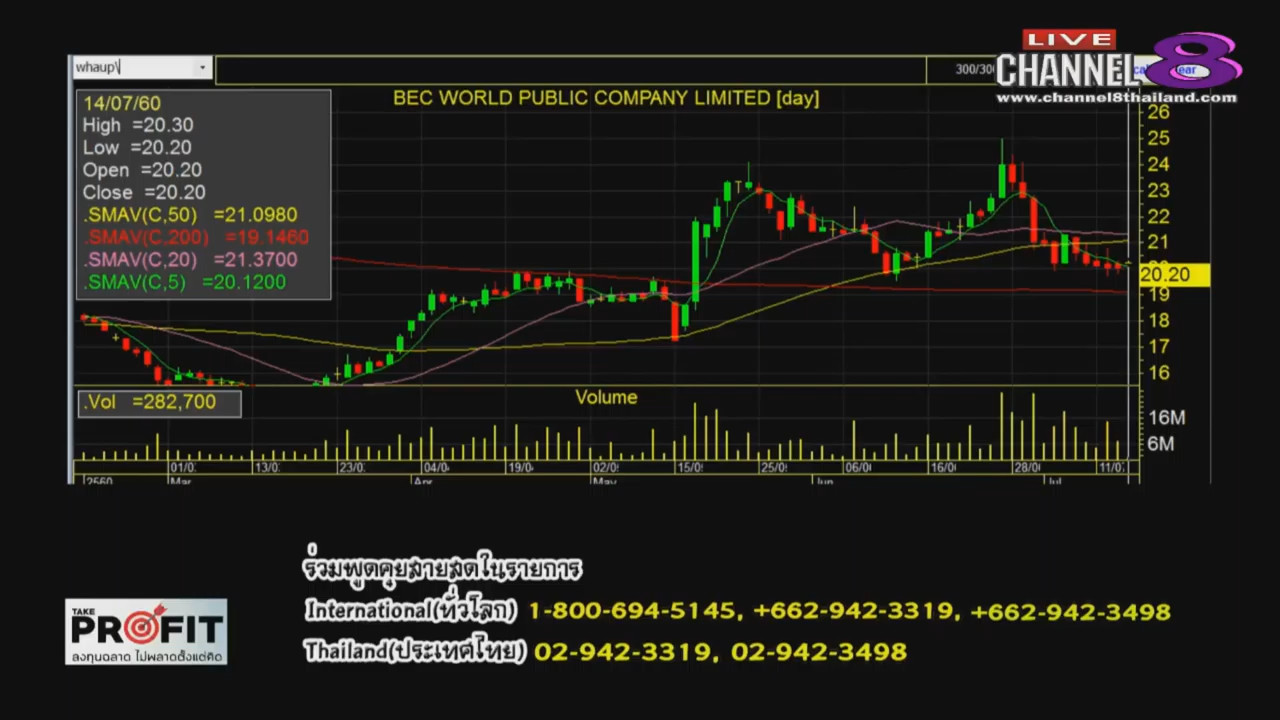 LIVE
CHANNEL 8
www.channel8thailand.com
whaup\
BEC WORLD PUBLIC COMPANY LIMITED [day]
14/07/60
High =20.30
Low =20.20
Open =20.20
Close =20.20
.SMAV(C,50) =21.0980
.SMAV(C.200) =19.1460
.SMAV(C,20) =21.3700
.SMAV(C,5) =20.1200
26
25
24
23
22
21
20.20
19
18
17
16
.Vol =282,700
Volume
16M
6M
01/0 13/0 23/0 04/0 19/0 02/0 15/0 25/0 06/0 16/0 28/0 11/0
2560 Mar Apr May Jun Jul
ร่วมพูดคุยสายสดในรายการ
International(ทั่วโลก) 1-800-694-5145, +662-942-3319, +662-942-3498
Thailand(ประเทศไทย) 02-942-3319, 02-942-3498
TAKE
PROFIT
ลงทุนฉลาด ไม่พลาดตั้งแต่คิด